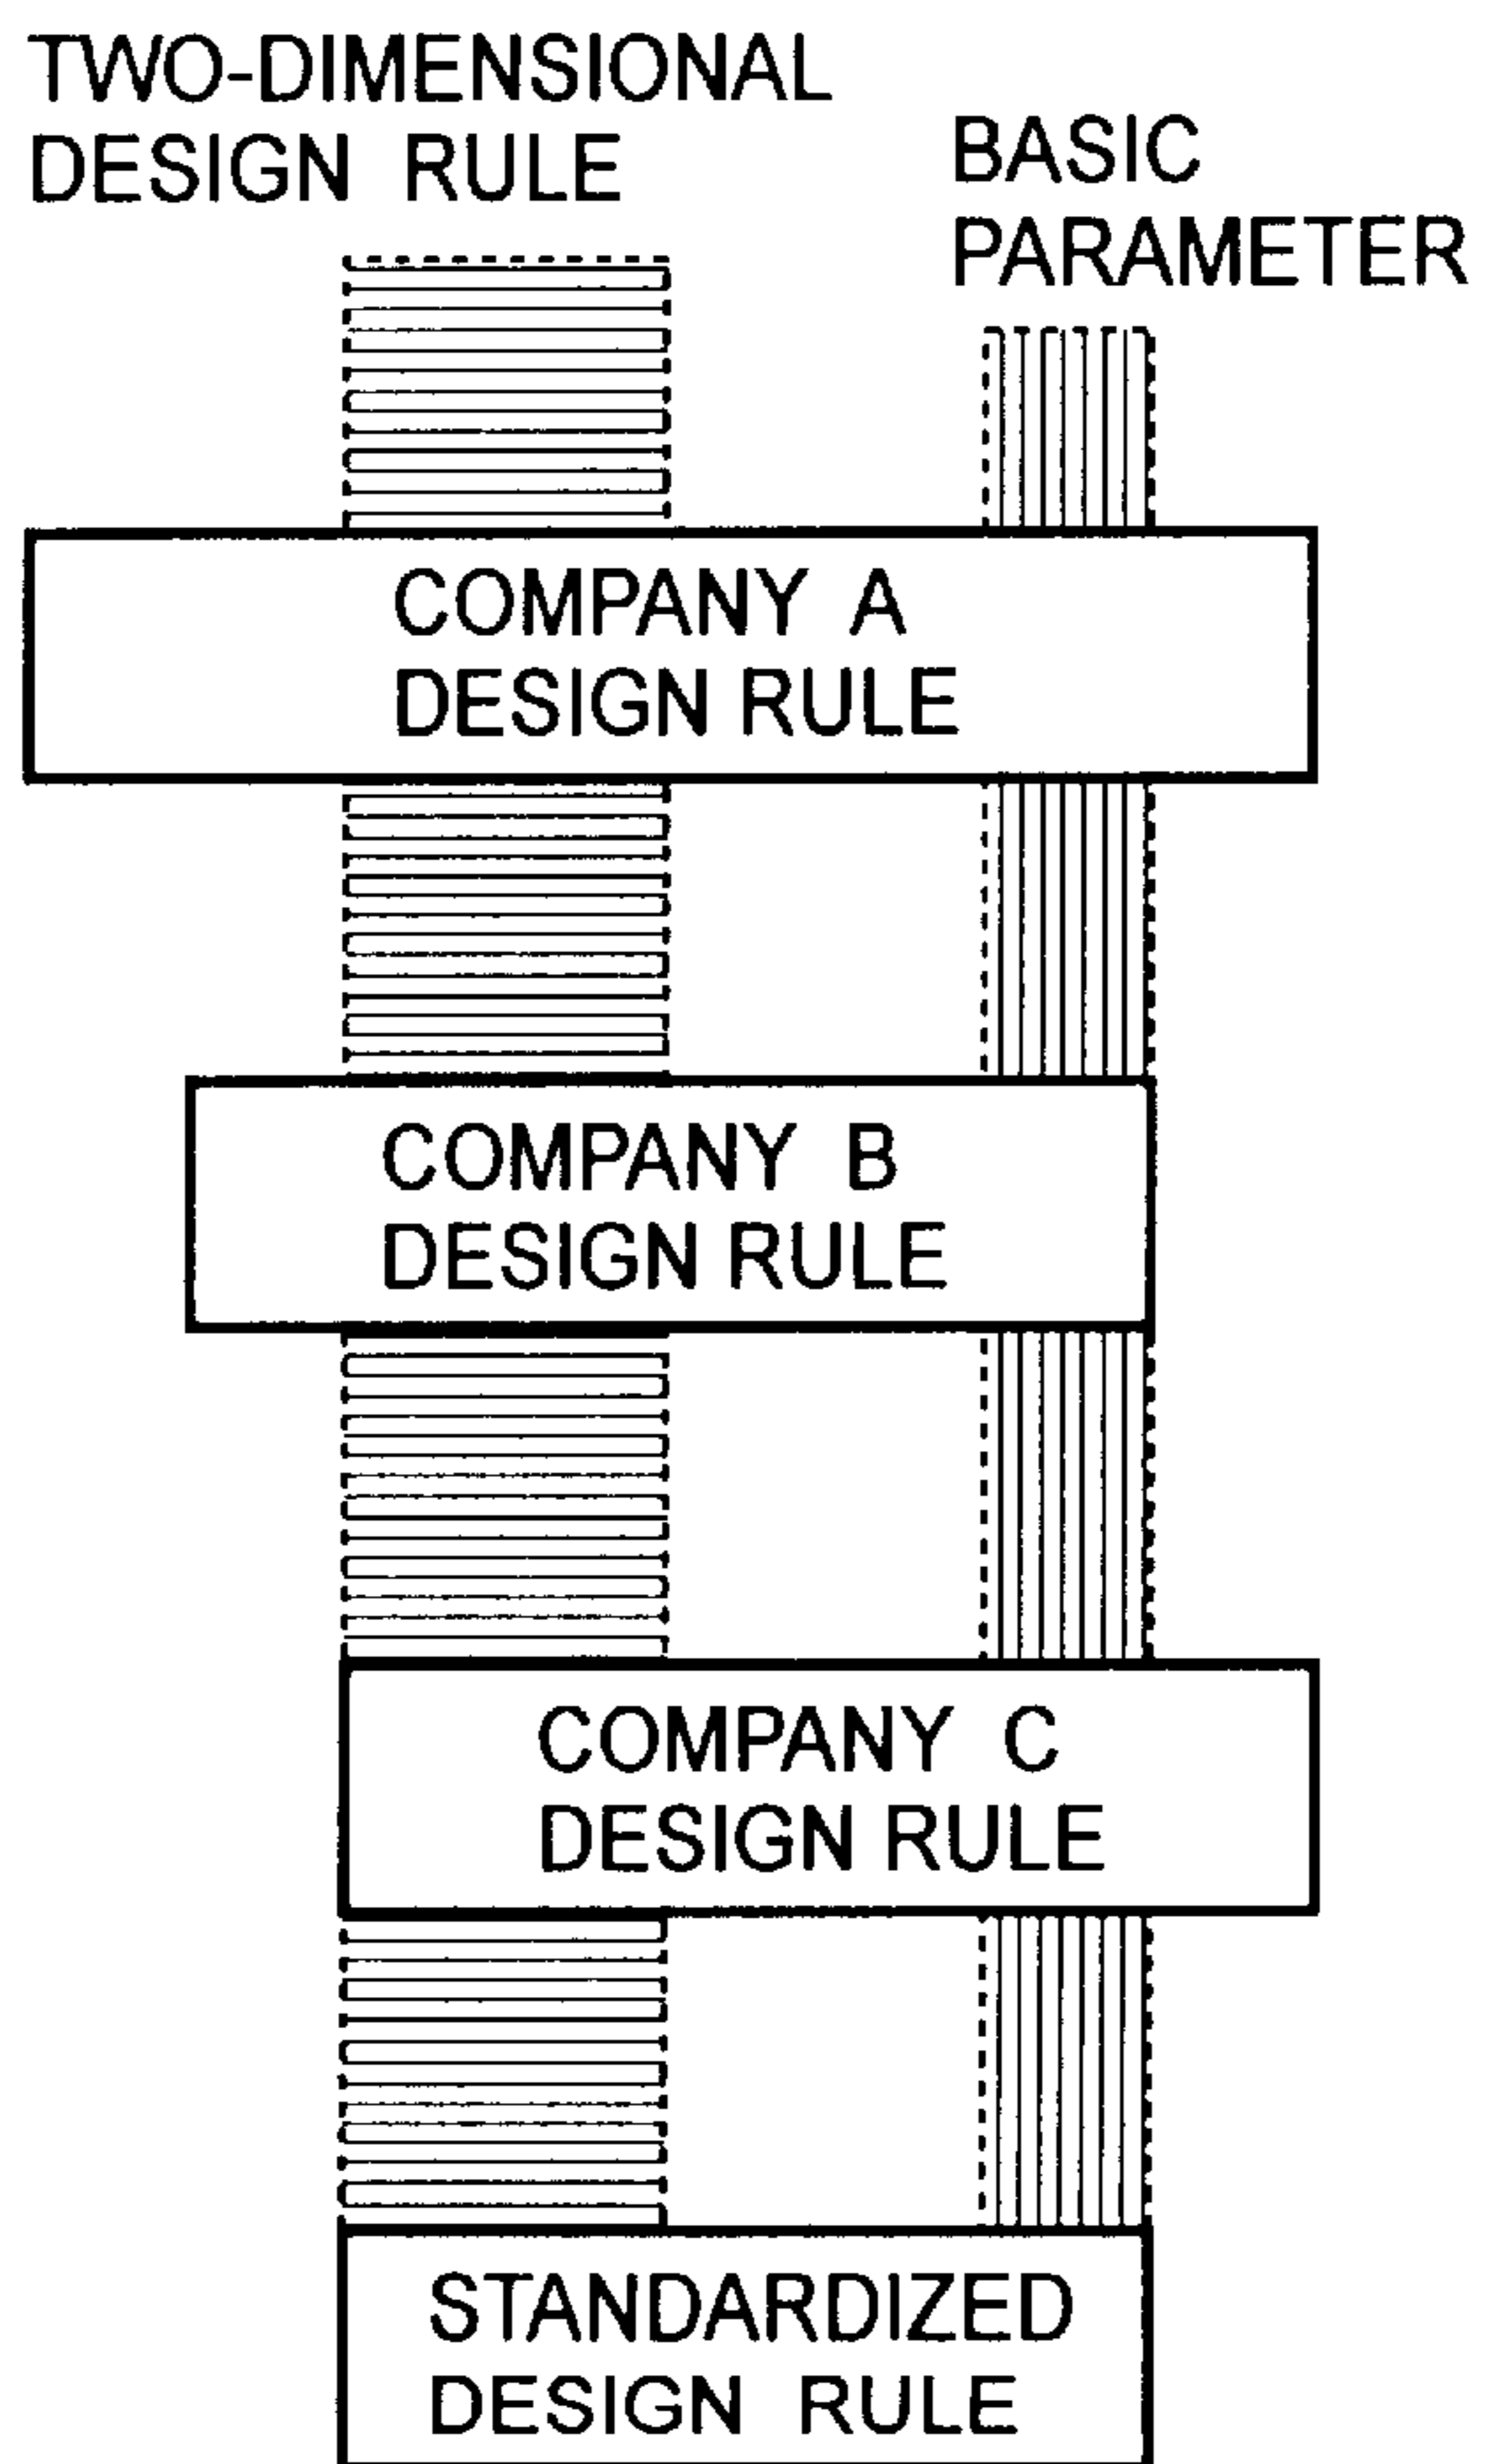 TWO-DIMENSIONAL
DESIGN RULE
BASIC
PARAMETER
COMPANY A
DESIGN RULE
COMPANY B
DESIGN RULE
COMPANY C
DESIGN RULE
STANDARDIZED
DESIGN RULE